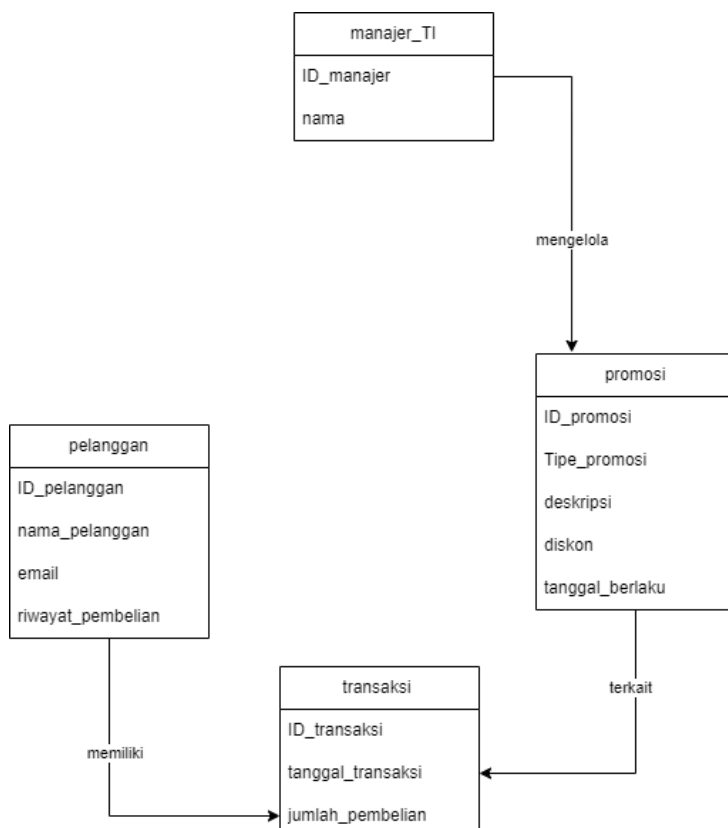 manajer_TI
ID_manajer
nama
mengelola
promosi
ID_promosi
Tipe_promosi
deskripsi
diskon
tanggal_berlaku
pelanggan
ID_pelanggan
nama_pelanggan
email
riwayat_pembelian
terkait
transaksi
ID_transaksi
tanggal_transaksi
jumlah_pembelian
memiliki